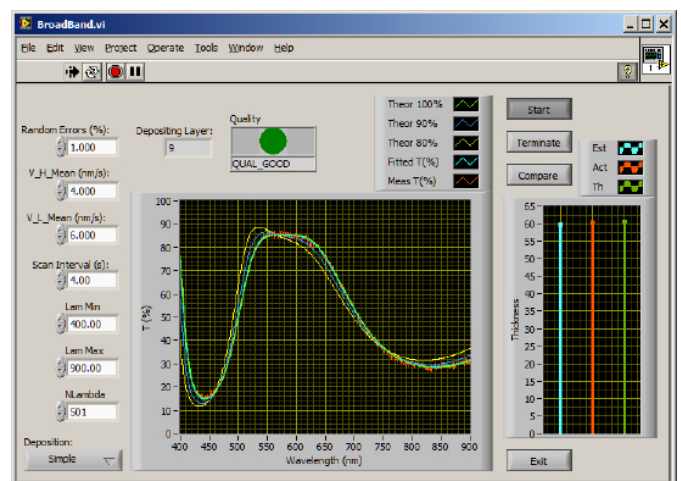 BroadBand.vi
File Edit View Project Operate Tools Window Help
Random Errors (%):
1.000
V_H_Mean (nm/s):
4.000
V_L_Mean (nm/s):
6.000
Scan Interval (s):
4.00
Lam Min
400.00
Lam Max
900.00
NLambda
501
Deposition:
Simple
Depositing Layer:
9
Quality
QUAL_GOOD
Theor 100%
Theor 90%
Theor 80%
Fitted T(%)
Meas T(%)
Start
Terminate
Compare
Est
Act
Th
T (%)
100
90
80
70
60
50
40
30
20
10
0
400 450 500 550 600 650 700 750 800 850 900
Wavelength (nm)
Thickness
65
60
55
50
45
40
35
30
25
20
15
10
5
0
Exit